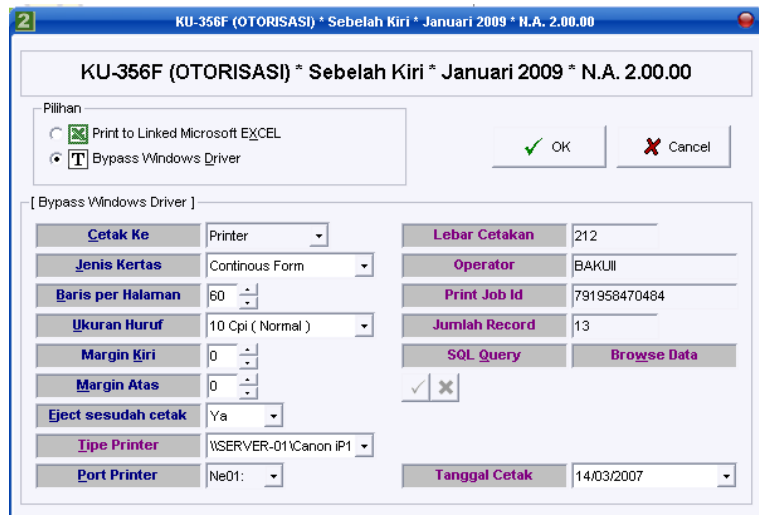 2 KU-356F (OTORISASI) * Sebelah Kiri * Januari 2009 * N.A. 2.00.00
KU-356F (OTORISASI) * Sebelah Kiri * Januari 2009 * N.A. 2.00.00
Pilihan
Print to Linked Microsoft EXCEL
T Bypass Windows Driver
OK
Cancel
[ Bypass Windows Driver ]
Cetak Ke Printer Lebar Cetakan 212
Jenis Kertas Continous Form Operator BAKUII
Baris per Halaman 60 Print Job Id 791958470484
Ukuran Huruf 10 Cpi ( Normal ) Jumlah Record 13
Margin Kiri 0 SQL Query Browse Data
Margin Atas 0
Eject sesudah cetak Ya
Tipe Printer \\SERVER-01\Canon iP1
Port Printer Ne01: Tanggal Cetak 14/03/2007